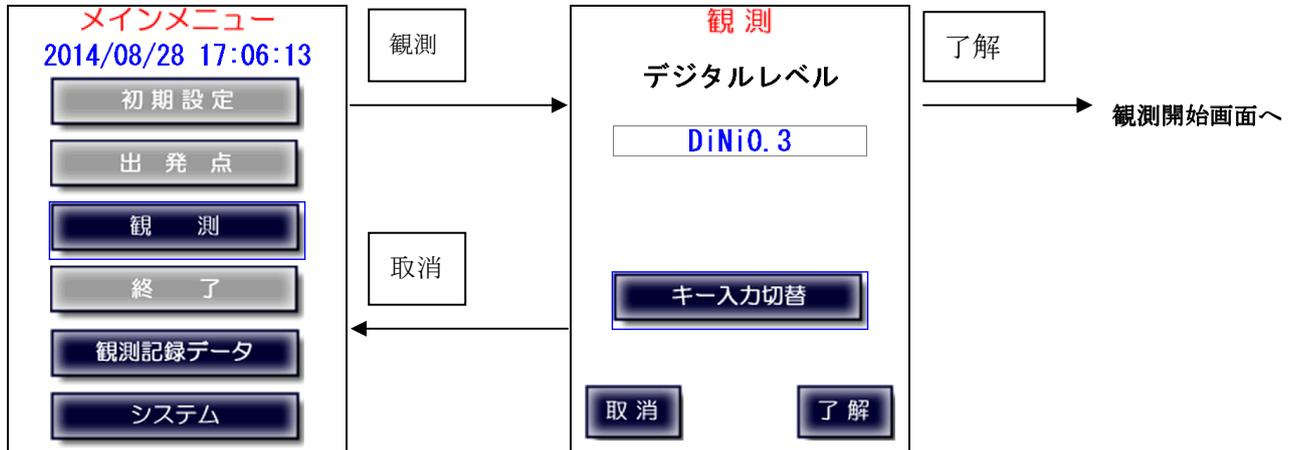 メインメニュー
2014/08/28 17:06:13
初期設定
出 発 点
観 測
終 了
観測記録データ
システム
観測
取消
観 測
デジタルレベル
DiNi0.3
キー入力切替
取 消
了 解
了解
観測開始画面へ